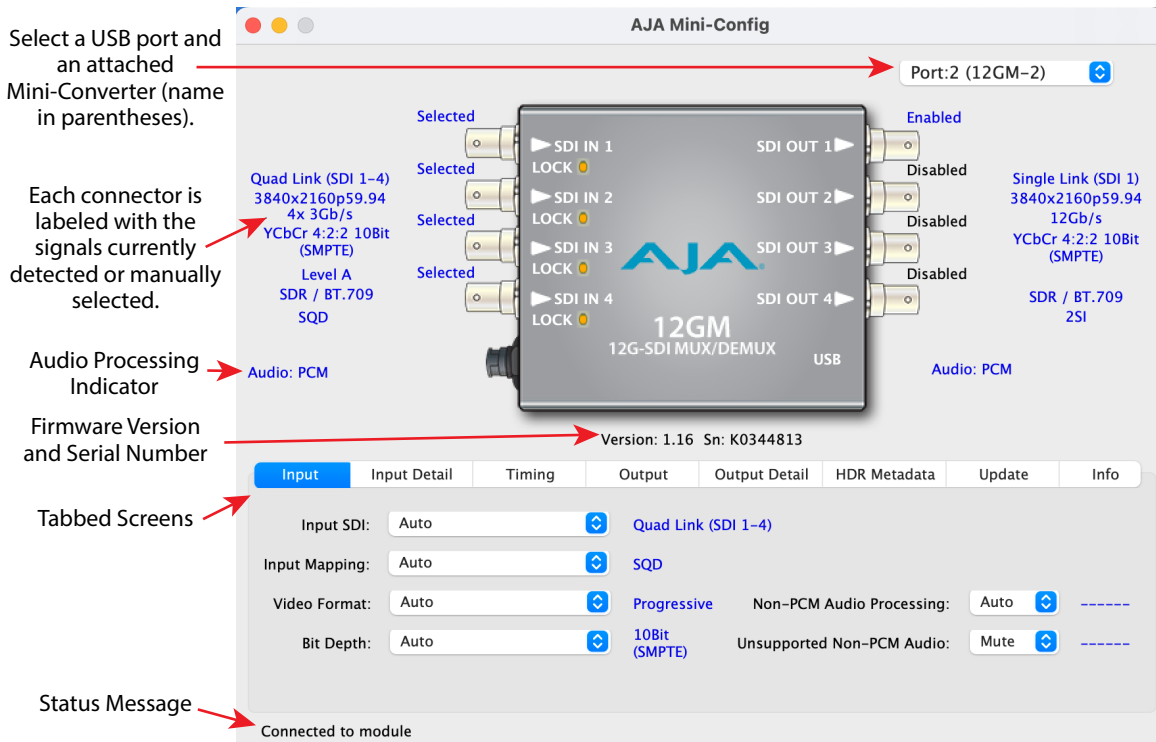 AJA Mini-Config
Select a USB port and
an attached
Mini-Converter (name
in parentheses).
Port:2 (12GM-2)
Selected
Enabled
SDI IN 1
SDI OUT 1
LOCK
Selected
Disabled
SDI IN 2
SDI OUT 2
LOCK
Selected
Disabled
SDI IN 3
SDI OUT 3
LOCK
Selected
Disabled
SDI IN 4
SDI OUT 4
LOCK
AJA
12GM
12G-SDI MUX/DEMUX
USB
Each connector is
labeled with the
signals currently
detected or manually
selected.
Quad Link (SDI 1-4)
3840x2160p59.94
4x 3Gb/s
YCbCr 4:2:2 10Bit
(SMPTE)
Level A
SDR / BT.709
SQD
Single Link (SDI 1)
3840x2160p59.94
12Gb/s
YCbCr 4:2:2 10Bit
(SMPTE)
SDR / BT.709
2SI
Audio Processing
Indicator
Audio: PCM
Audio: PCM
Firmware Version
and Serial Number
Version: 1.16 Sn: K0344813
Tabbed Screens
Input Input Detail Timing Output Output Detail HDR Metadata Update Info
Input SDI: Auto Quad Link (SDI 1-4)
Input Mapping: Auto SQD
Video Format: Auto Progressive Non-PCM Audio Processing: Auto ------
Bit Depth: Auto 10Bit
(SMPTE) Unsupported Non-PCM Audio: Mute ------
Status Message
Connected to module